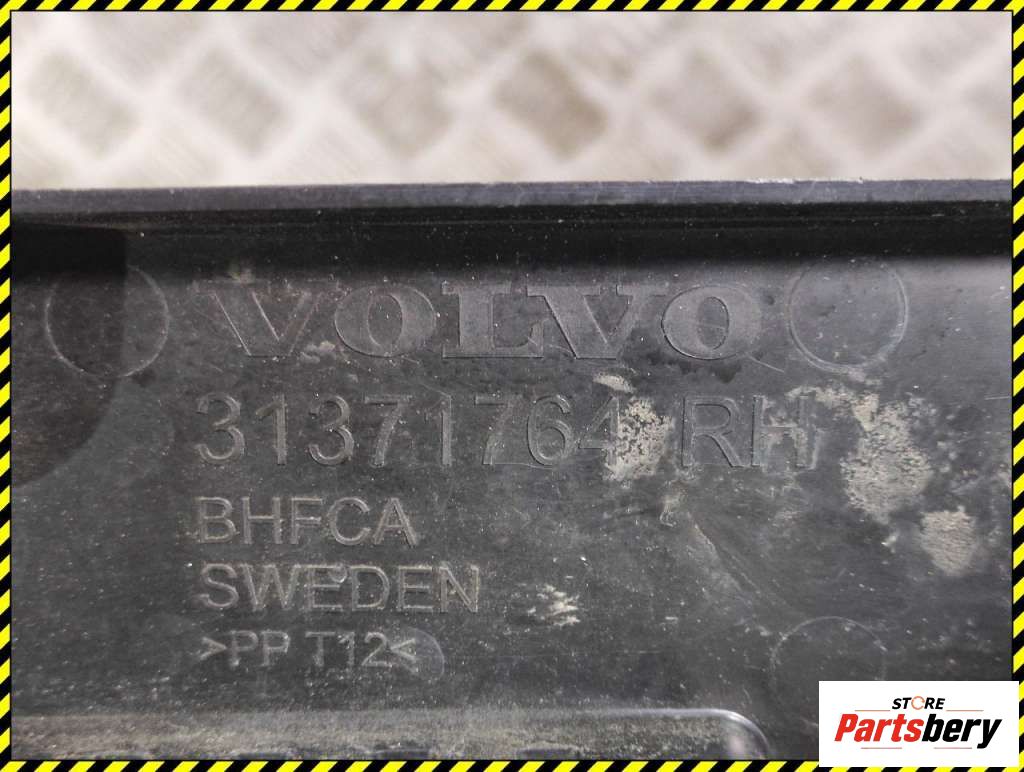 VOLVO
31371764 RH
BHFCA
SWEDEN
>PP T12<
STORE
Partsbery